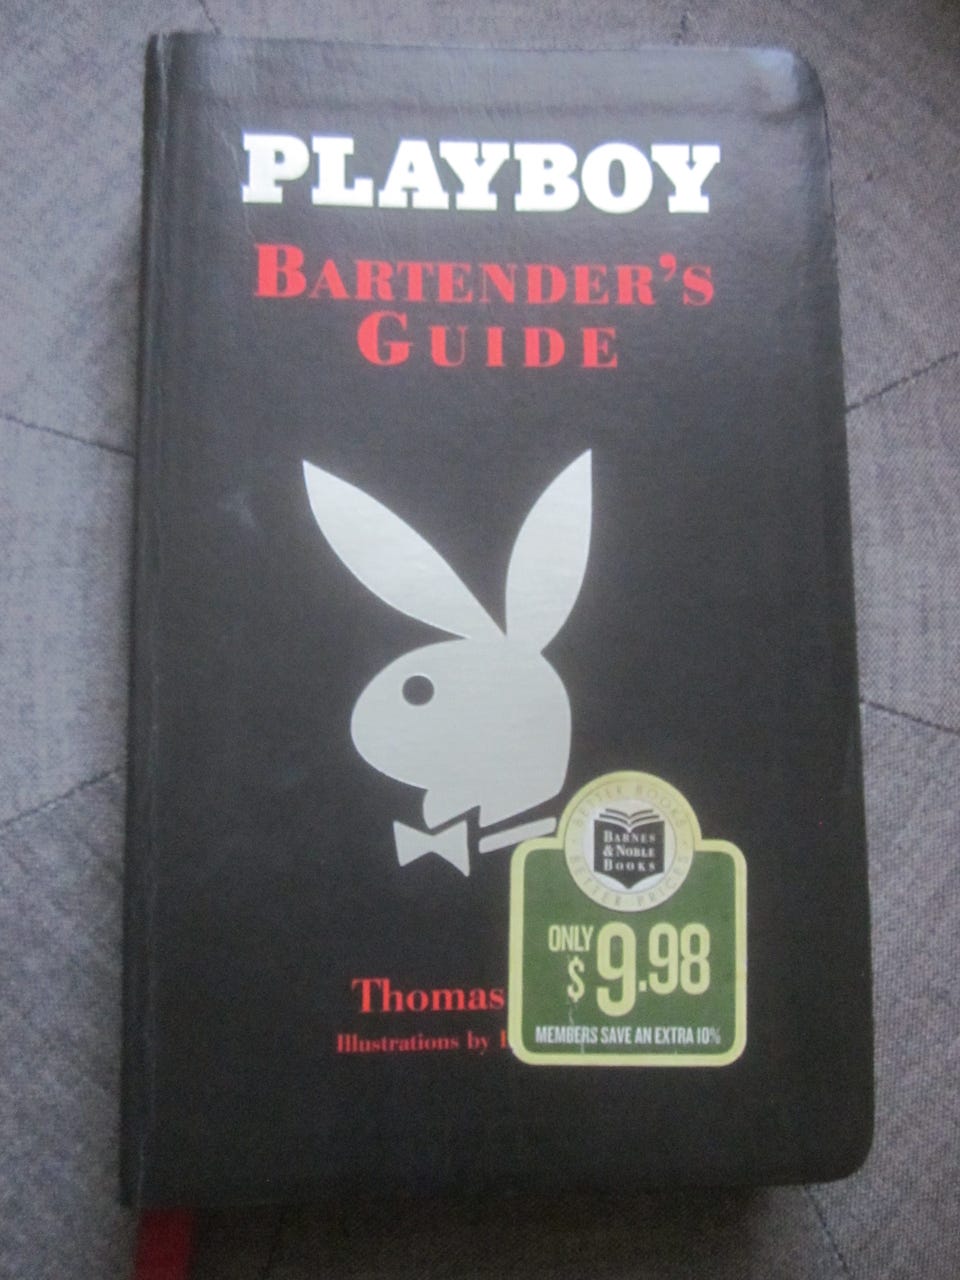 PLAYBOY
BARTENDER'S
GUIDE
BETTER BOOKS
BARNES
& NOBLE
BOOKS
BETTER PRICES
ONLY
$9.98
MEMBERS SAVE AN EXTRA 10%
Thomas
Illustrations by